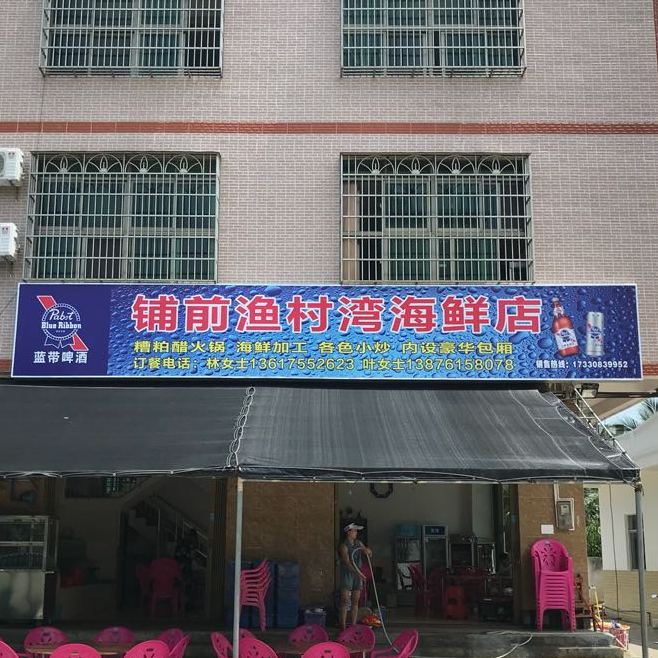 铺前渔村湾海鲜店
糟粕醋火锅 海鲜加工 各色小炒 内设豪华包厢
订餐电话：林女士13617552623 叶女士13876158078
销售热线：17330839952
Pabst
Blue Ribbon
蓝带啤酒